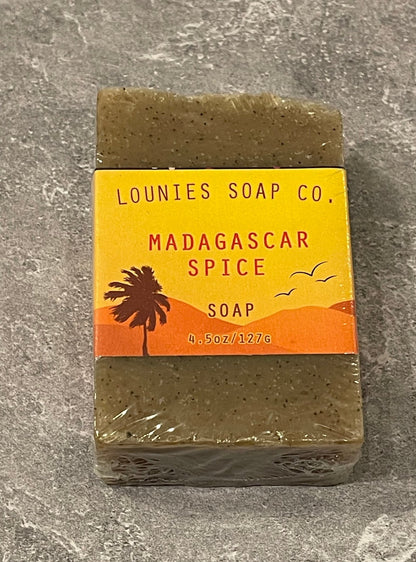 LOUNIES SOAP CO.
MADAGASCAR
SPICE
SOAP
4.5oz/127g